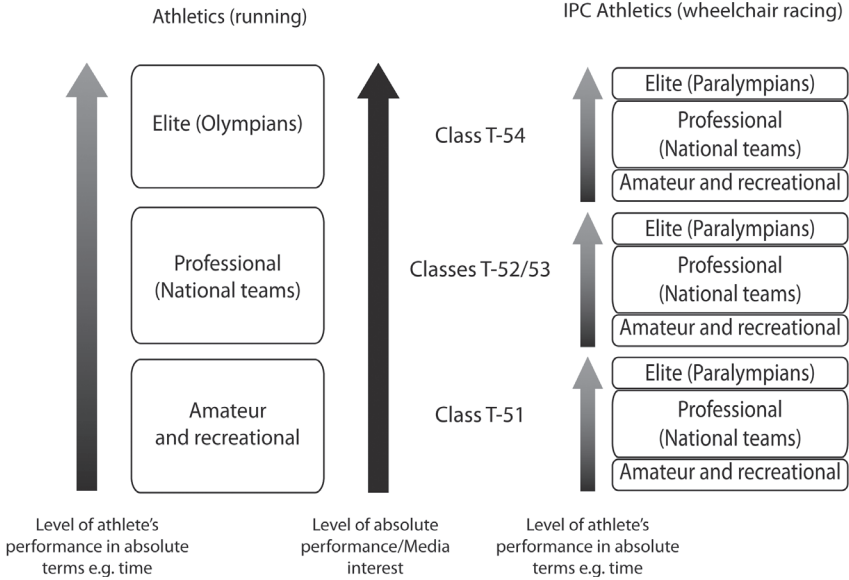 Athletics (running)
IPC Athletics (wheelchair racing)
Elite (Olympians)
Professional
(National teams)
Amateur
and recreational
Class T-54
Classes T-52/53
Class T-51
Elite (Paralympians)
Professional
(National teams)
Amateur and recreational
Elite (Paralympians)
Professional
(National teams)
Amateur and recreational
Elite (Paralympians)
Professional
(National teams)
Amateur and recreational
Level of athlete's
performance in absolute
terms e.g. time
Level of absolute
performance/Media
interest
Level of athlete's
performance in absolute
terms e.g. time